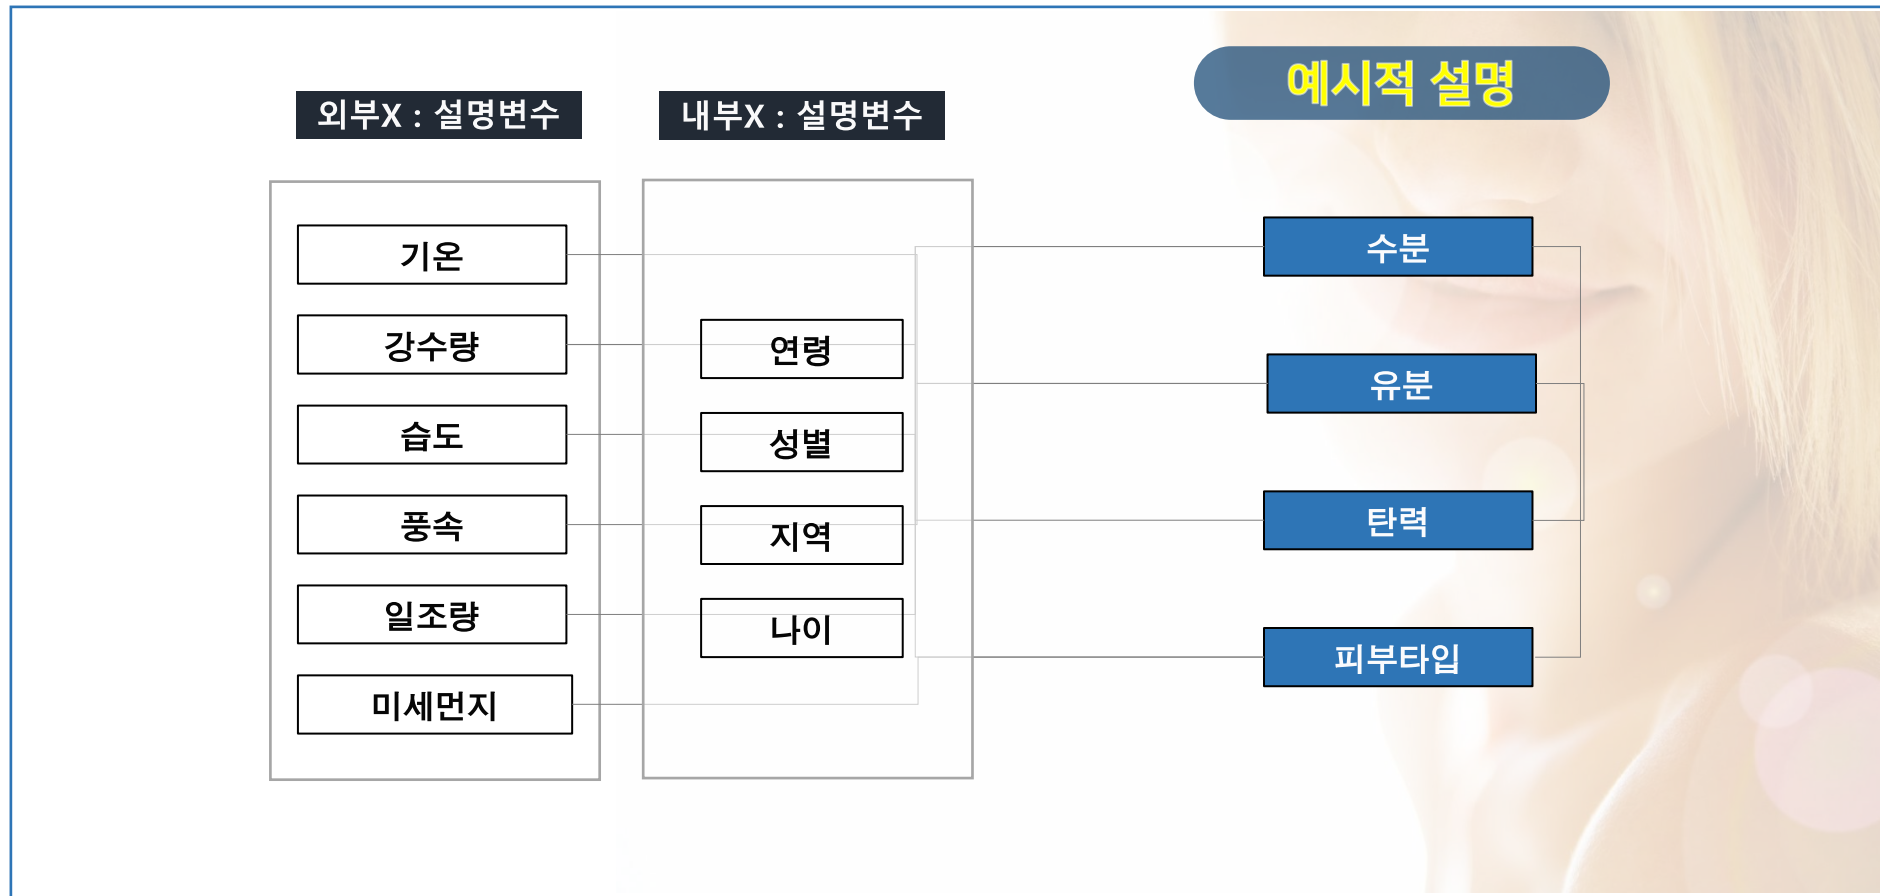 예시적 설명
외부X : 설명변수
내부X : 설명변수
기온
강수량
습도
풍속
일조량
미세먼지
연령
성별
지역
나이
수분
유분
탄력
피부타입